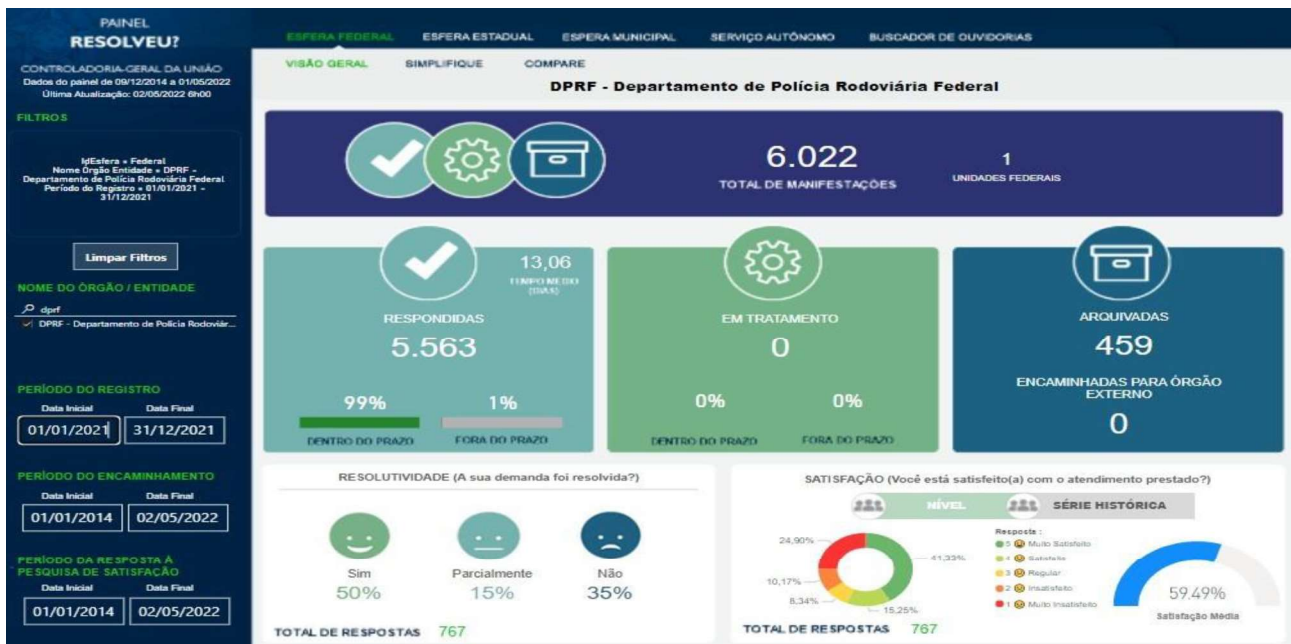 PAINEL
RESOLVEU?
CONTROLADORIA-GERAL DA UNIÃO
Dados do painel de 09/12/2014 a 01/05/2022
Última Atualização: 02/05/2022 6h00
FILTROS
IdEsfera • Federal
Nome Órgão Entidade • DPRF -
Departamento de Polícia Rodoviária Federal
Período do Registro • 01/01/2021 -
31/12/2021
Limpar Filtros
NOME DO ÓRGÃO / ENTIDADE
dprf
DPRF - Departamento de Polícia Rodoviár...
PERÍODO DO REGISTRO
Data Inicial Data Final
01/01/2021 31/12/2021
PERÍODO DO ENCAMINHAMENTO
Data Inicial Data Final
01/01/2014 02/05/2022
PERÍODO DA RESPOSTA À
PESQUISA DE SATISFAÇÃO
Data Inicial Data Final
01/01/2014 02/05/2022
ESFERA FEDERAL ESFERA ESTADUAL ESPERA MUNICIPAL SERVIÇO AUTÔNOMO BUSCADOR DE OUVIDORIAS
VISÃO GERAL SIMPLIFIQUE COMPARE
DPRF - Departamento de Polícia Rodoviária Federal
6.022 1
TOTAL DE MANIFESTAÇÕES UNIDADES FEDERAIS
13,06
TEMPO MEDIO
(DIAS)
RESPONDIDAS
5.563
99% 1%
DENTRO DO PRAZO FORA DO PRAZO
EM TRATAMENTO
0
0% 0%
DENTRO DO PRAZO FORA DO PRAZO
ARQUIVADAS
459
ENCAMINHADAS PARA ÓRGÃO
EXTERNO
0
RESOLUTIVIDADE (A sua demanda foi resolvida?)
Sim Parcialmente Não
50% 15% 35%
TOTAL DE RESPOSTAS 767
SATISFAÇÃO (Você está satisfeito(a) com o atendimento prestado?)
NÍVEL SÉRIE HISTÓRICA
24,90%
41,33%
10,17%
8,34%
15,25%
Resposta :
5 Muito Satisfeito
4 Satisfeito
3 Regular
2 Insatisfeito
1 Muito Insatisfeito
59.49%
Satisfação Média
TOTAL DE RESPOSTAS 767